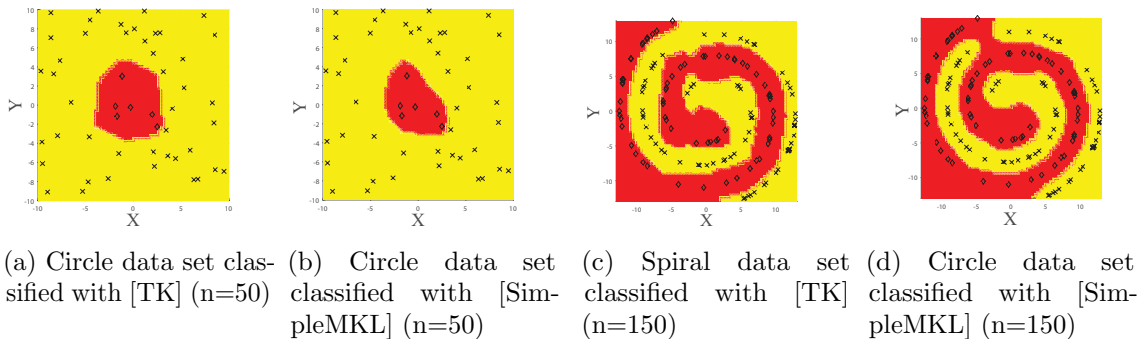 10
8
6
4
2
0
-2
-4
-6
-8
-10
Y
-10 -5 0 5 10
X
10
8
6
4
2
0
-2
-4
-6
-8
-10
Y
-10 -5 0 5 10
X
10
5
0
-5
-10
Y
-10 -5 0 5 10
X
10
5
0
-5
-10
Y
-10 -5 0 5 10
X
(a) Circle data set clas-
sified with [TK] (n=50)
(b) Circle data set
classified with [Sim-
pleMKL] (n=50)
(c) Spiral data set
classified with [TK]
(n=150)
(d) Circle data set
classified with [Sim-
pleMKL] (n=150)